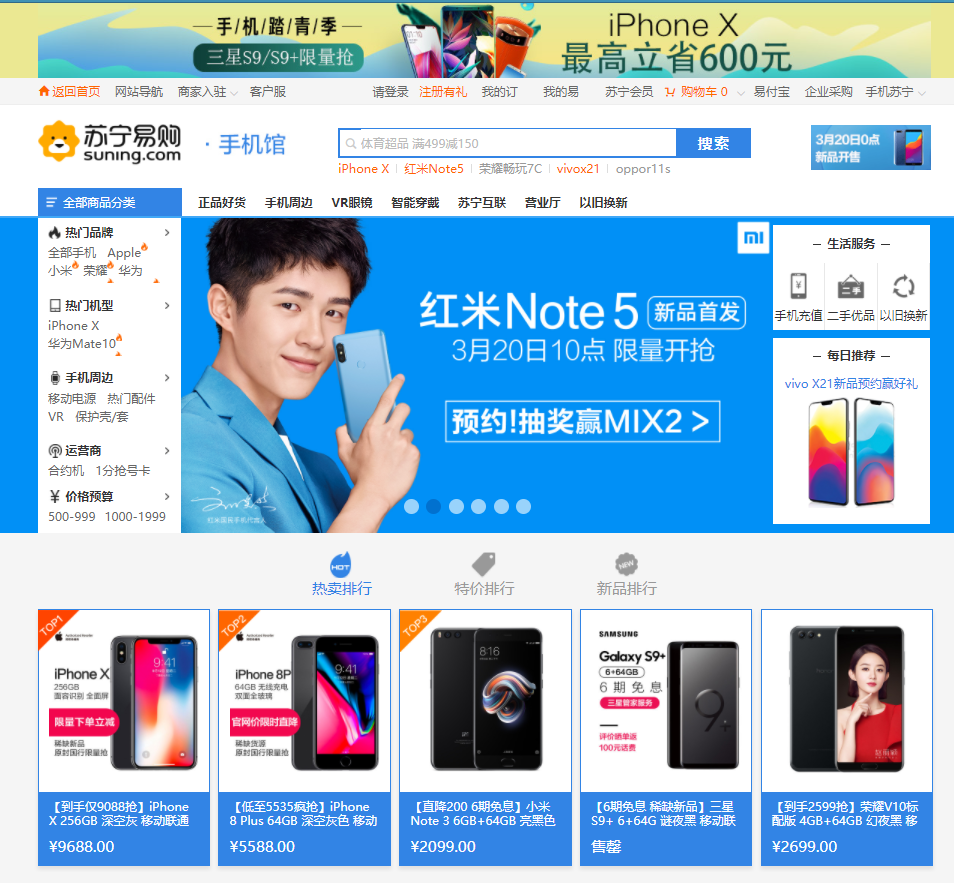 手/机/踏/青/季
三星S9/S9+限量抢
iPhone X
最高立省600元
返回首页 网站导航 商家入驻 客户服 请登录 注册有礼 我的订 我的易 苏宁会员 购物车 0 易付宝 企业采购 手机苏宁
苏宁易购
suning.com
· 手机馆
体育超品 满499减150
搜索
iPhone X 红米Note5 荣耀畅玩7C vivox21 oppor11s
3月20日0点
新品开售
全部商品分类 正品好货 手机周边 VR眼镜 智能穿戴 苏宁互联 营业厅 以旧换新
热门品牌
全部手机 Apple
小米 荣耀 华为
热门机型
iPhone X
华为Mate10
手机周边
移动电源 热门配件
VR 保护壳/套
运营商
合约机 1分抢号卡
价格预算
500-999 1000-1999
红米Note 5 新品首发
3月20日10点 限量开抢
预约!抽奖赢MIX2 >
红米国民手机代言人
mi
生活服务
¥ 二手
手机充值 二手优品 以旧换新
每日推荐
vivo X21新品预约赢好礼
HOT
热卖排行
特价排行
NEW
新品排行
TOP1
iPhone X
256GB
面容识别 全面屏
限量下单立减
稀缺新品
原封国行限量抢
9:41
【到手仅9088抢】iPhone
X 256GB 深空灰 移动联通
¥9688.00
TOP2
iPhone 8P
64GB 无线充电
双面全玻璃
官网价限时直降
稀缺货源
原封国行限量抢
9:41
【低至5535疯抢】iPhone
8 Plus 64GB 深空灰色 移动
¥5588.00
TOP3
8:16
【直降200 6期免息】小米
Note 3 6GB+64GB 亮黑色
¥2099.00
SAMSUNG
Galaxy S9+
6+64GB
6期免息
三星管家服务
评价晒单返
100元话费
9+
【6期免息 稀缺新品】三星
S9+ 6+64G 谜夜黑 移动联
售罄
【到手2599抢】荣耀V10标
配版 4GB+64GB 幻夜黑 移
¥2699.00